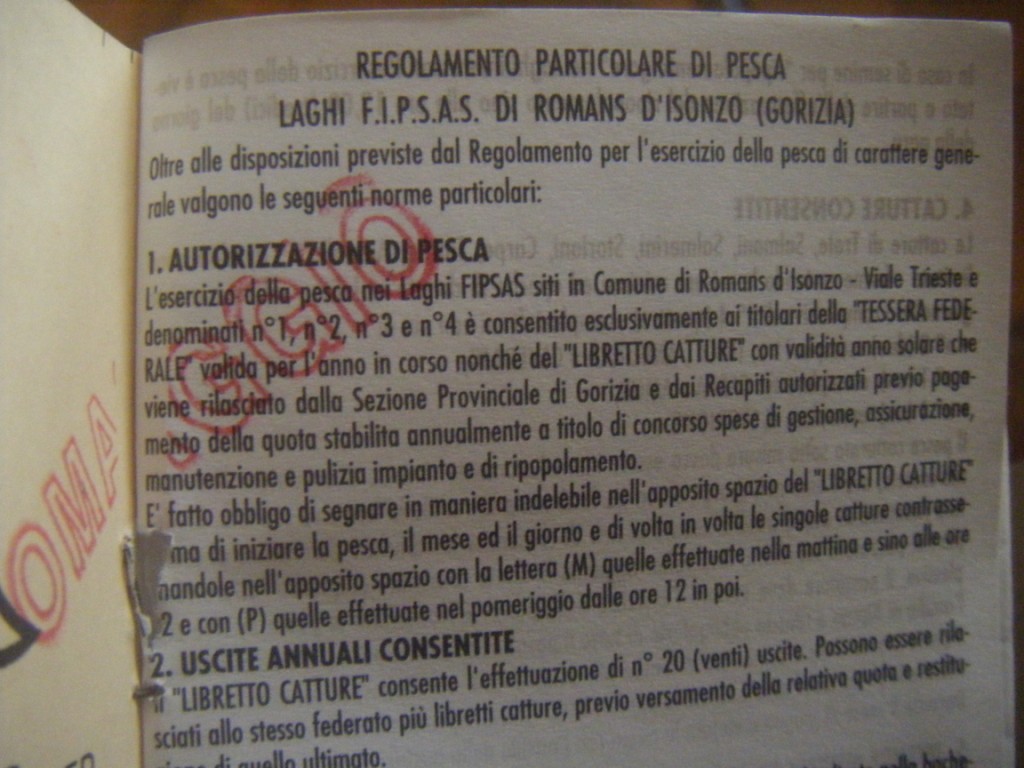 REGOLAMENTO PARTICOLARE DI PESCA
LAGHI F.I.P.S.A.S. DI ROMANS D'ISONZO (GORIZIA)
Oltre alle disposizioni previste dal Regolamento per l'esercizio della pesca di carattere gene-
rale valgono le seguenti norme particolari:
1. AUTORIZZAZIONE DI PESCA
L'esercizio della pesca nei Laghi FIPSAS siti in Comune di Romans d'Isonzo - Viale Trieste e
denominati n°1, n°2, n°3 e n°4 è consentito esclusivamente ai titolari della "TESSERA FEDE-
RALE" valida per l'anno in corso nonché del "LIBRETTO CATTURE" con validità anno solare che
viene rilasciato dalla Sezione Provinciale di Gorizia e dai Recapiti autorizzati previo paga-
mento della quota stabilita annualmente a titolo di concorso spese di gestione, assicurazione,
manutenzione e pulizia impianto e di ripopolamento.
E' fatto obbligo di segnare in maniera indelebile nell'apposito spazio del "LIBRETTO CATTURE"
ma di iniziare la pesca, il mese ed il giorno e di volta in volta le singole catture contrasse-
nandole nell'apposito spazio con la lettera (M) quelle effettuate nella mattina e sino alle ore
2 e con (P) quelle effettuate nel pomeriggio dalle ore 12 in poi.
2. USCITE ANNUALI CONSENTITE
Il "LIBRETTO CATTURE" consente l'effettuazione di n° 20 (venti) uscite. Possono essere rila-
sciati allo stesso federato più libretti catture, previo versamento della relativa quota e restitu-
zione di quello ultimato.
OMA
GGIO